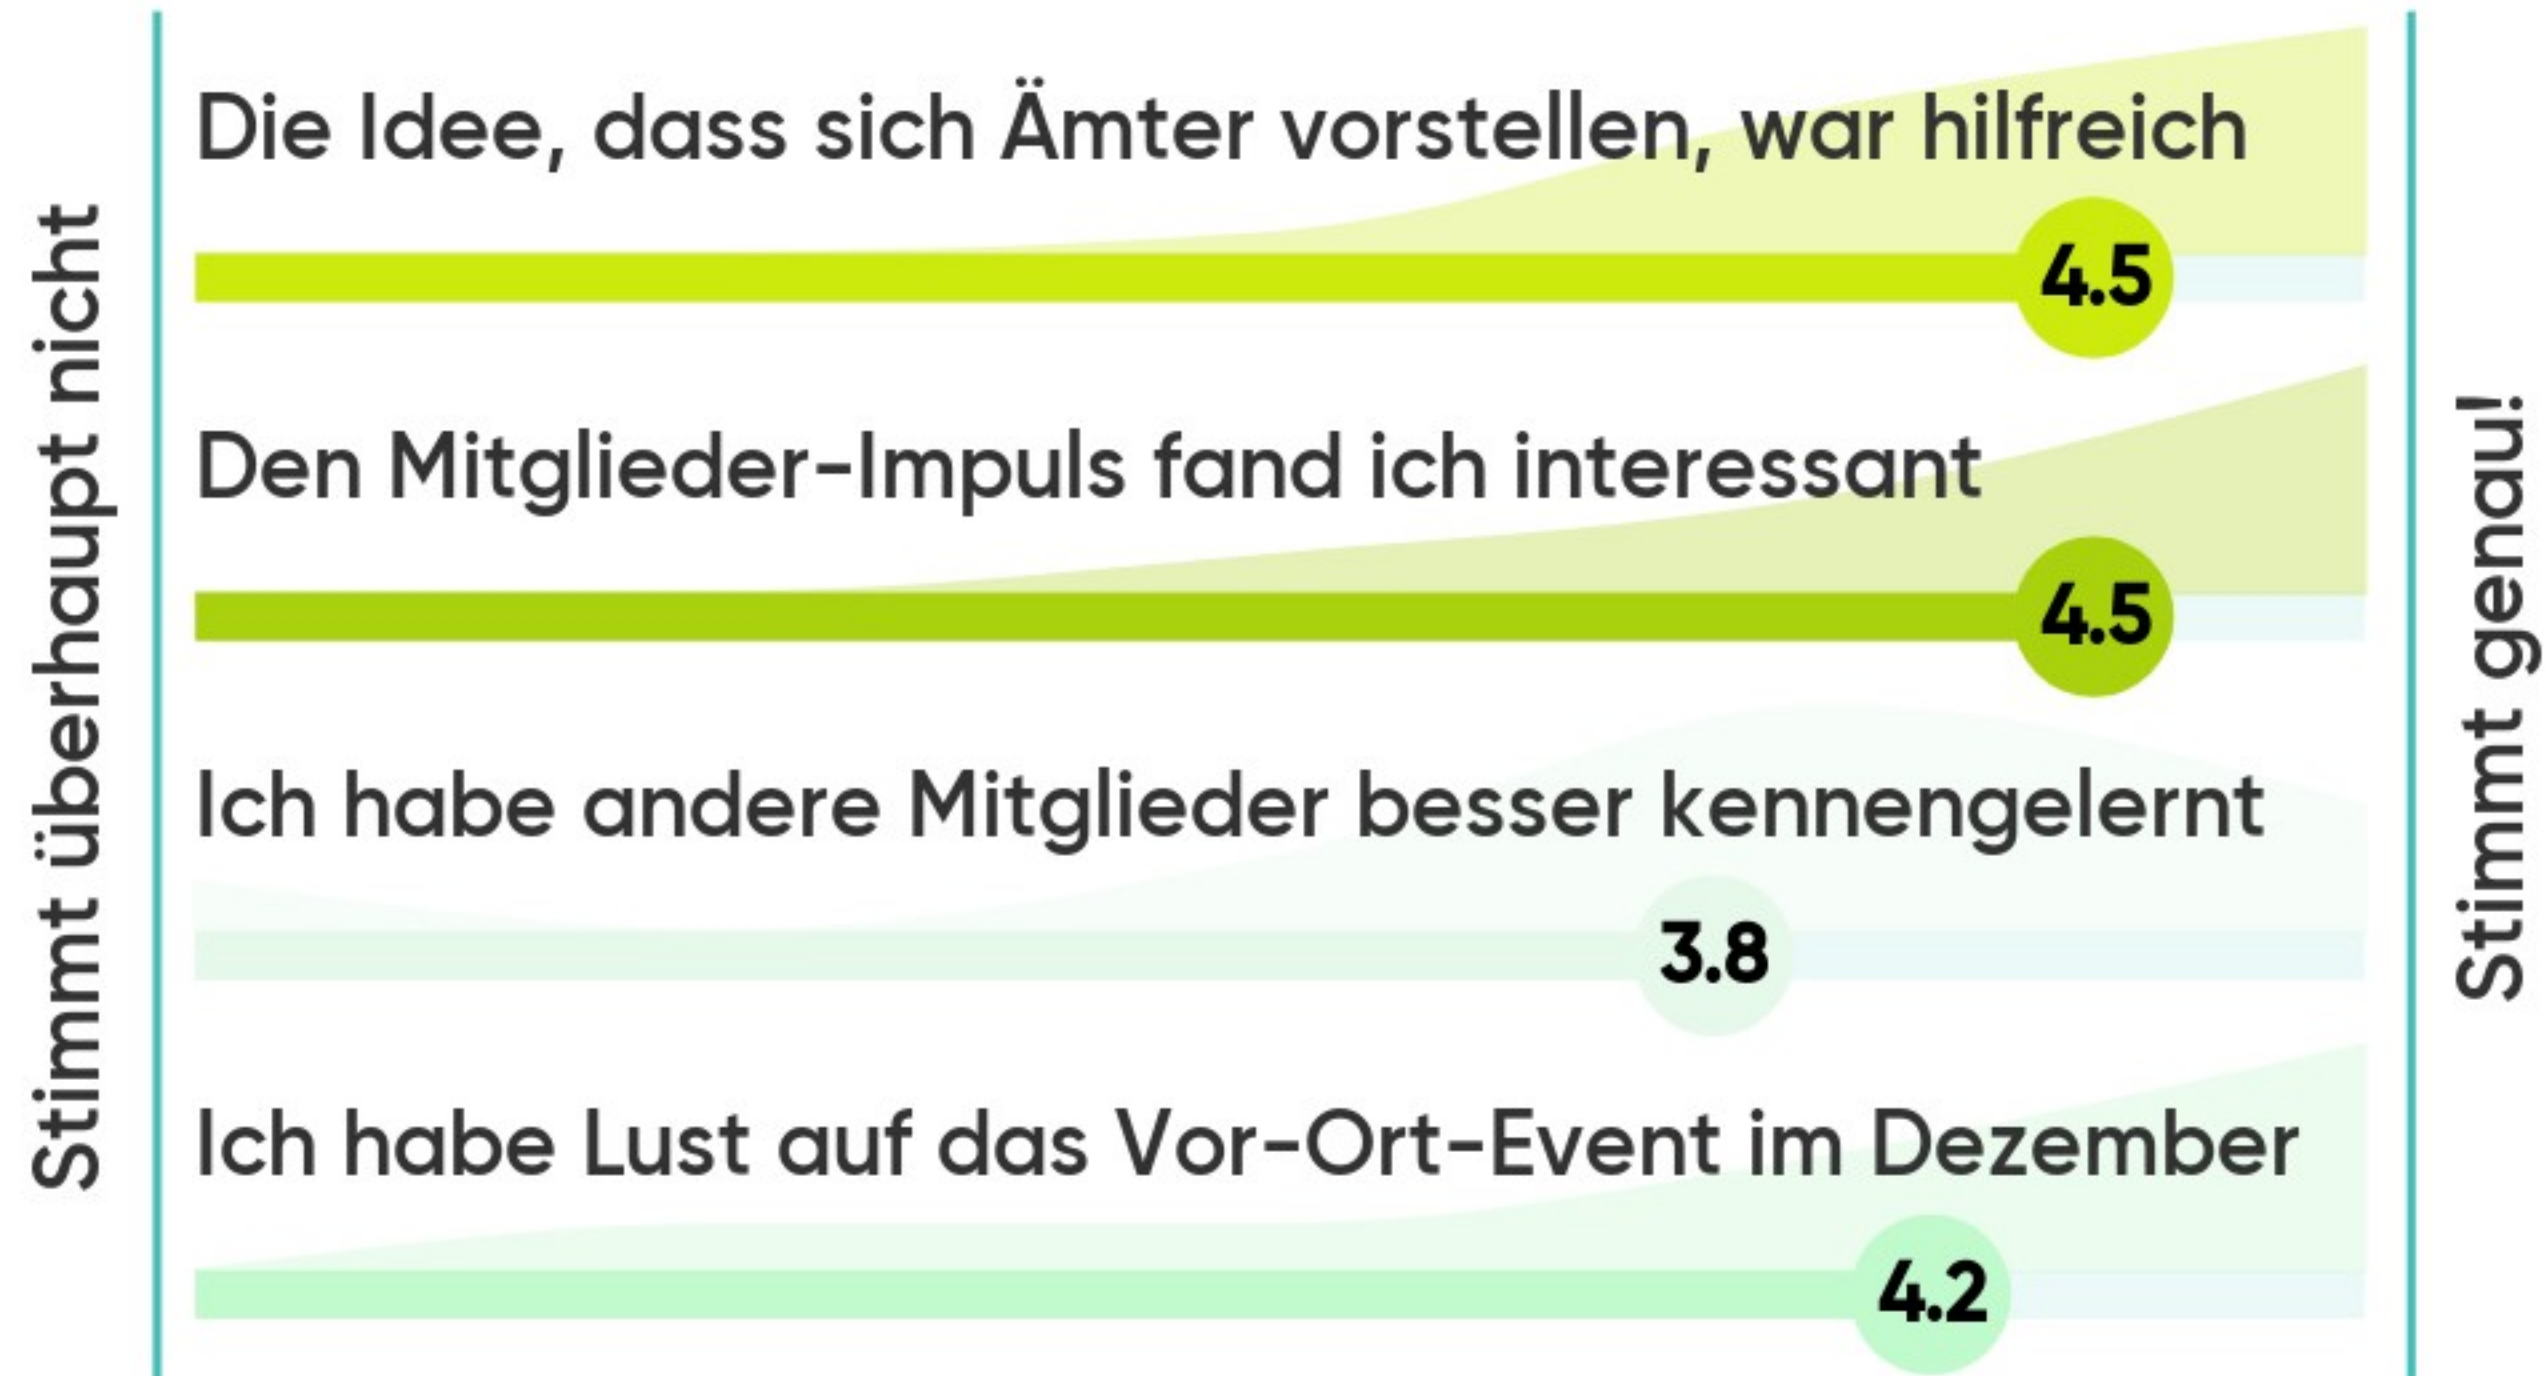 Stimmt überhaupt nicht
Die Idee, dass sich Ämter vorstellen, war hilfreich
4.5
Den Mitglieder-Impuls fand ich interessant
4.5
Ich habe andere Mitglieder besser kennengelernt
3.8
Ich habe Lust auf das Vor-Ort-Event im Dezember
4.2
Stimmt genau!